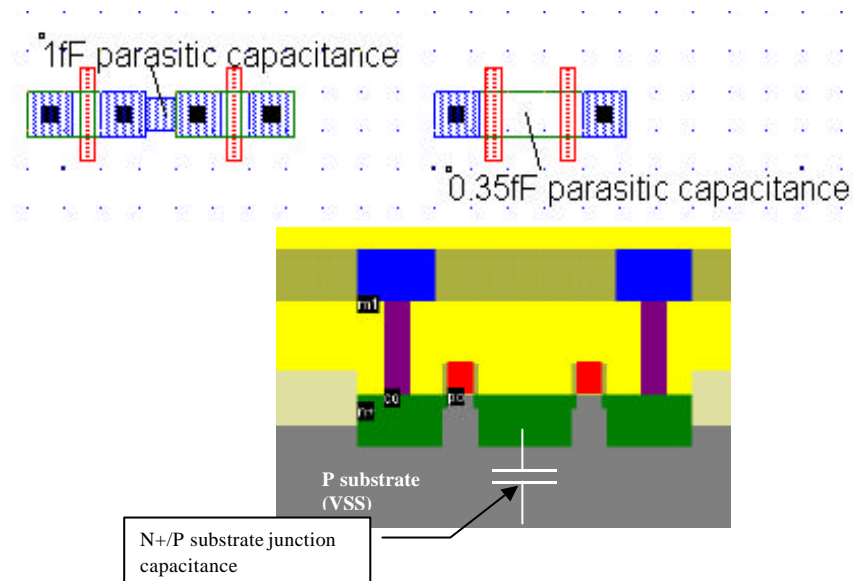 1fF parasitic capacitance
0.35fF parasitic capacitance
m1
co
po
n+
P substrate
(VSS)
N+/P substrate junction
capacitance